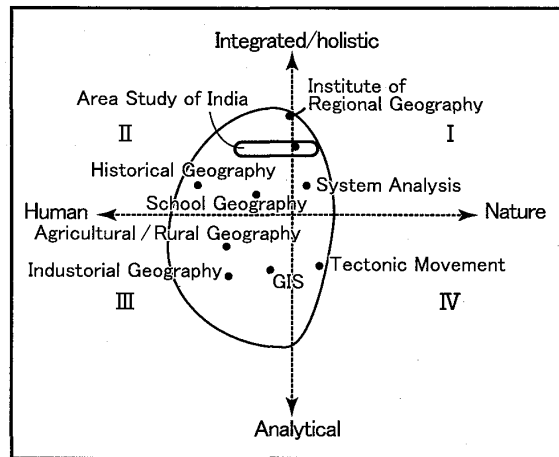 Integrated/holistic
Institute of
Regional Geography
Area Study of India
II
I
Historical Geography
System Analysis
School Geography
Human
Nature
Agricultural/Rural Geography
Industorial Geography
Tectonic Movement
GIS
III
IV
Analytical